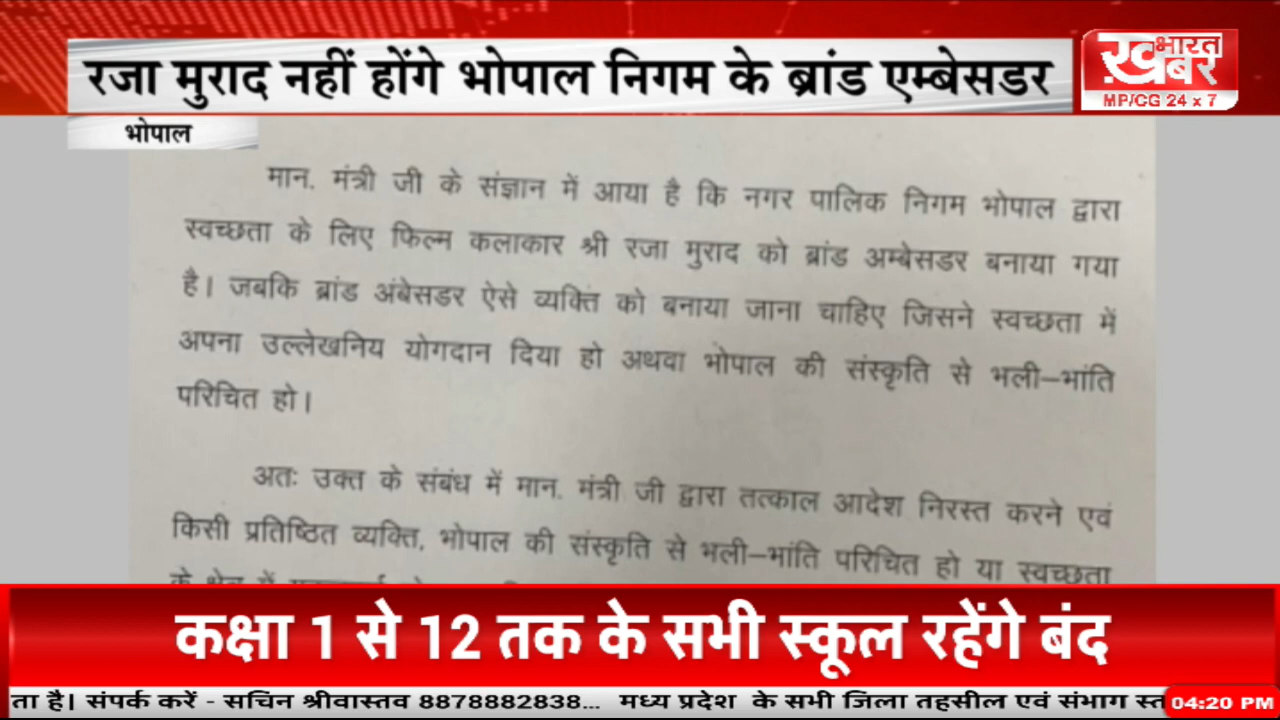 रजा मुराद नहीं होंगे भोपाल निगम के ब्रांड एम्बेसडर
भारत
ख़बर
MP/CG 24 x 7
भोपाल
मान. मंत्री जी के संज्ञान में आया है कि नगर पालिक निगम भोपाल द्वारा
स्वच्छता के लिए फिल्म कलाकार श्री रजा मुराद को ब्रांड अम्बेसडर बनाया गया
है। जबकि ब्रांड अंबेसडर ऐसे व्यक्ति को बनाया जाना चाहिए जिसने स्वच्छता में
अपना उल्लेखनिय योगदान दिया हो अथवा भोपाल की संस्कृति से भली–भांति
परिचित हो।
अतः उक्त के संबंध में मान. मंत्री जी द्वारा तत्काल आदेश निरस्त करने एवं
किसी प्रतिष्ठित व्यक्ति, भोपाल की संस्कृति से भली–भांति परिचित हो या स्वच्छता
के क्षेत्र में
कक्षा 1 से 12 तक के सभी स्कूल रहेंगे बंद
ता है। संपर्क करें - सचिन श्रीवास्तव 8878882838... मध्य प्रदेश के सभी जिला तहसील एवं संभाग स्त
04:20 PM